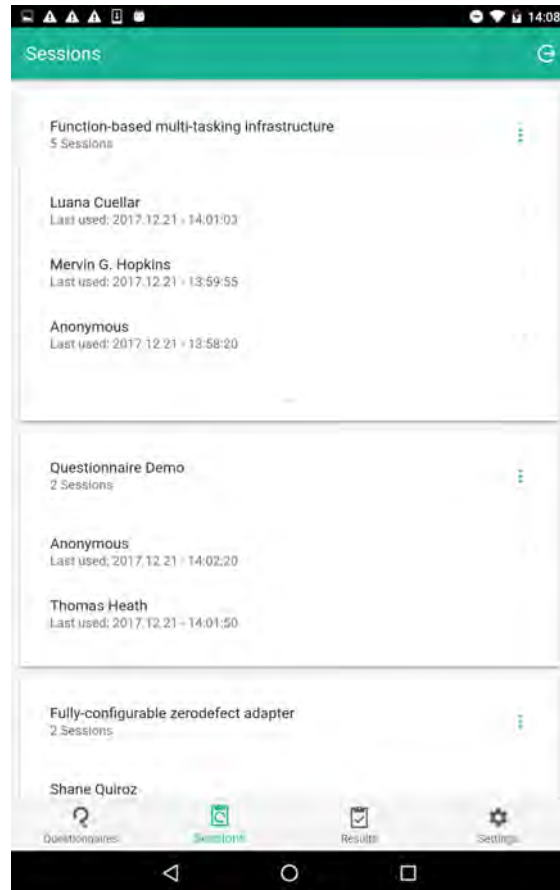 14:08
Sessions
Function-based multi-tasking infrastructure
5 Sessions
Luana Cuellar
Last used: 2017.12.21 - 14:01:03
Mervin G. Hopkins
Last used: 2017.12.21 - 13:59:55
Anonymous
Last used: 2017.12.21 - 13:58:20
Questionnaire Demo
2 Sessions
Anonymous
Last used: 2017.12.21 - 14:02:20
Thomas Heath
Last used: 2017.12.21 - 14:01:50
Fully-configurable zerodefect adapter
2 Sessions
Shane Quiroz
Questionnaires Sessions Results Settings